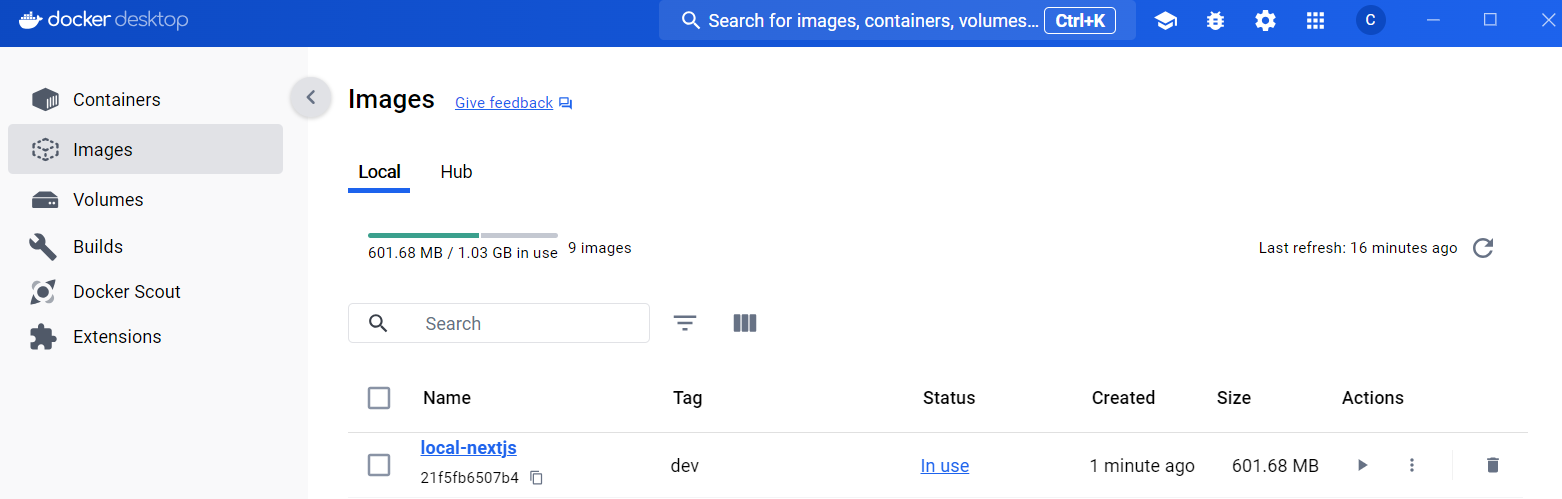 docker desktop
Search for images, containers, volumes... Ctrl+K
C
Containers
Images
Volumes
Builds
Docker Scout
Extensions
Images Give feedback
Local Hub
601.68 MB / 1.03 GB in use 9 images
Last refresh: 16 minutes ago
Search
Name Tag Status Created Size Actions
local-nextjs
21f5fb6507b4
dev In use 1 minute ago 601.68 MB